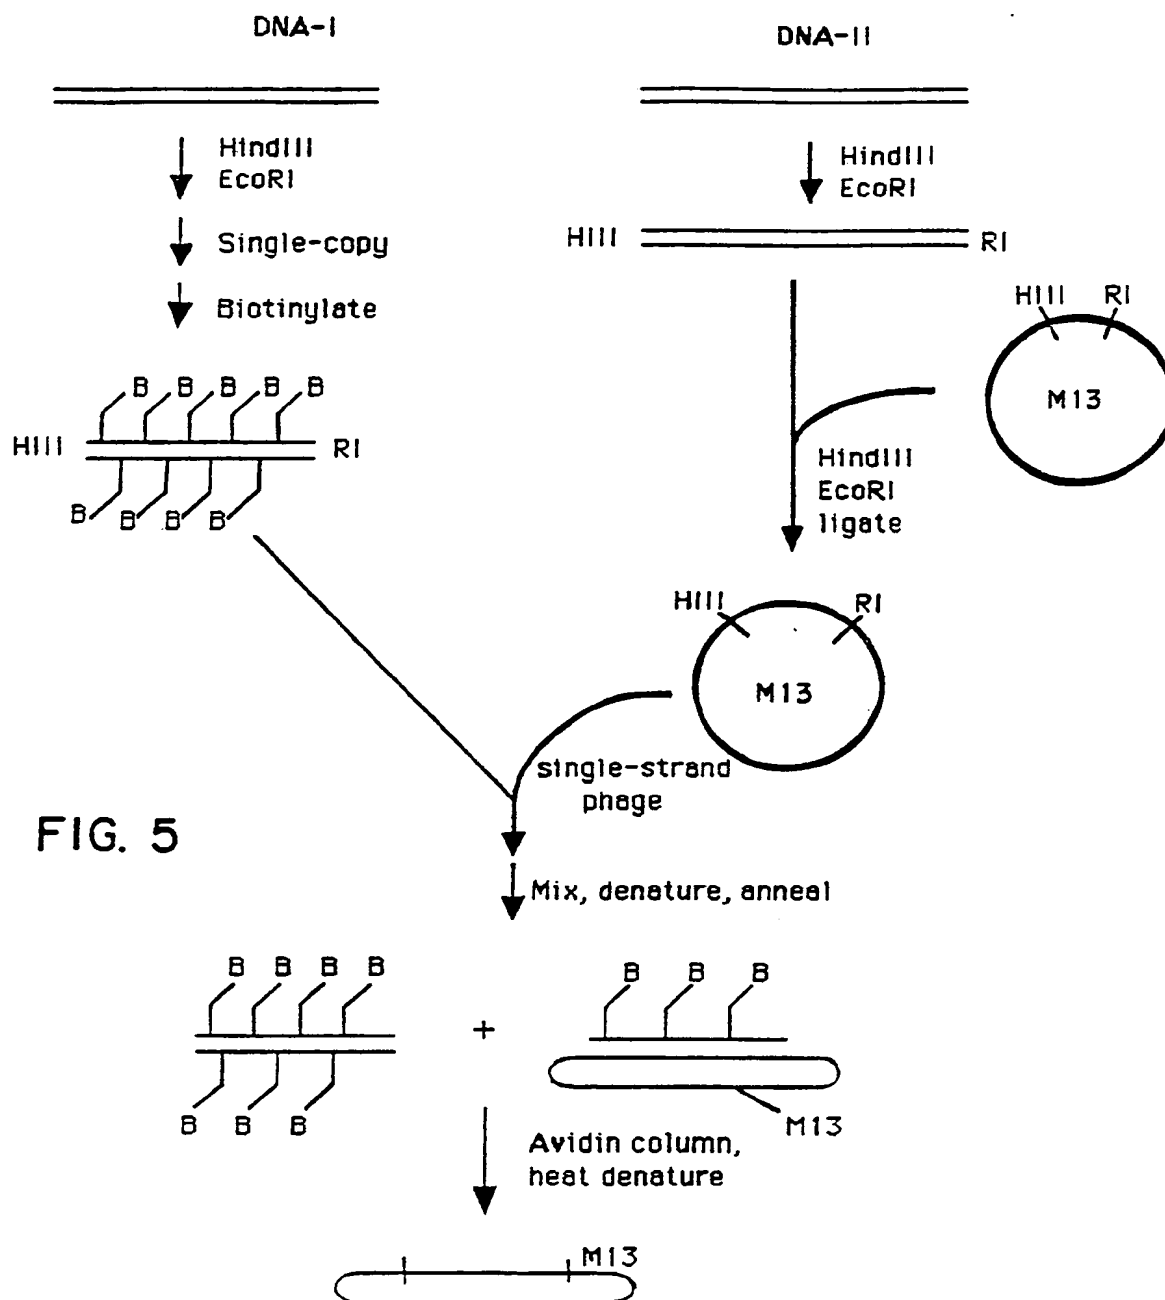 DNA-I
DNA-II
HindIII
EcoRI
Single-copy
Biotinylate
HindIII
EcoRI
HIII
RI
HIII RI
M13
B B B B B
HIII RI
B B B B
HindIII
EcoRI
ligate
HIII RI
M13
single-strand
phage
FIG. 5
Mix, denature, anneal
B B B B
+
B B B
B B B
M13
Avidin column,
heat denature
M13